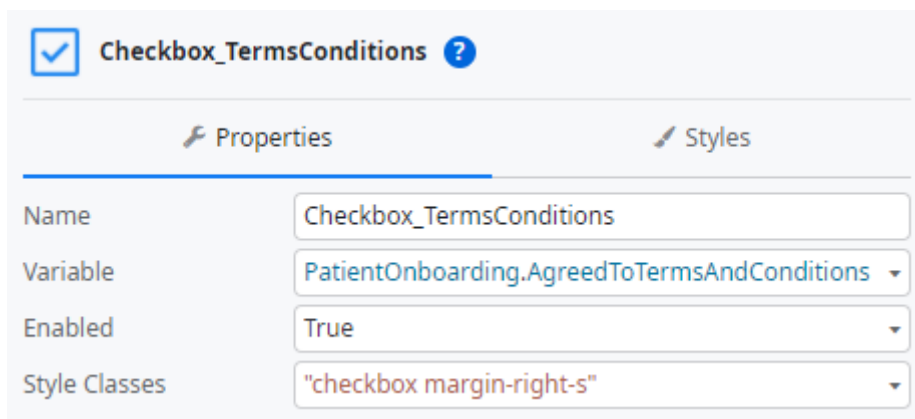 Checkbox_TermsConditions ?
Properties Styles
Name Checkbox_TermsConditions
Variable PatientOnboarding.AgreedToTermsAndConditions
Enabled True
Style Classes "checkbox margin-right-s"